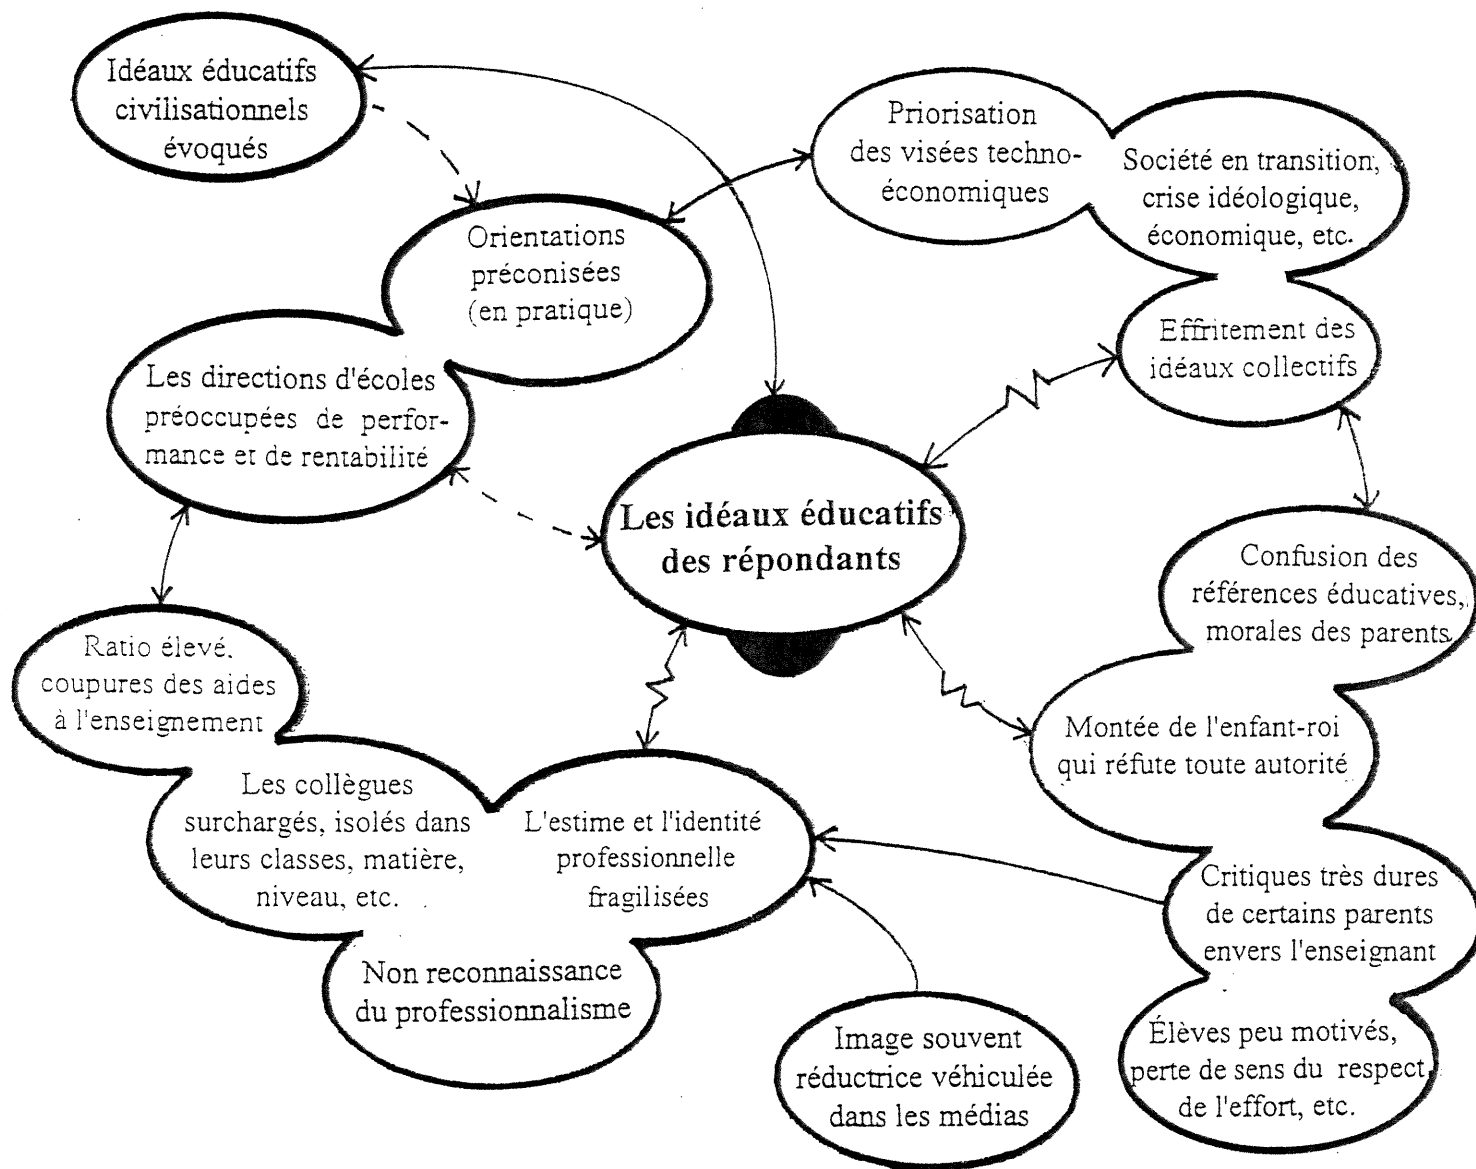 Idéaux éducatifs
civilisationnels
évoqués
Priorisation
des visées techno-
économiques
Société en transition,
crise idéologique,
économique, etc.
Orientations
préconisées
(en pratique)
Effritement des
idéaux collectifs
Les directions d'écoles
préoccupées de perfor-
mance et de rentabilité
Les idéaux éducatifs
des répondants
Confusion des
références éducatives,
morales des parents.
Ratio élevé,
coupures des aides
à l'enseignement
Montée de l'enfant-roi
qui réfute toute autorité
Les collègues
surchargés, isolés dans
leurs classes, matière,
niveau, etc.
L'estime et l'identité
professionnelle
fragilisées
Critiques très dures
de certains parents
envers l'enseignant
Non reconnaissance
du professionnalisme
Image souvent
réductrice véhiculée
dans les médias
Élèves peu motivés,
perte de sens du respect
de l'effort, etc.